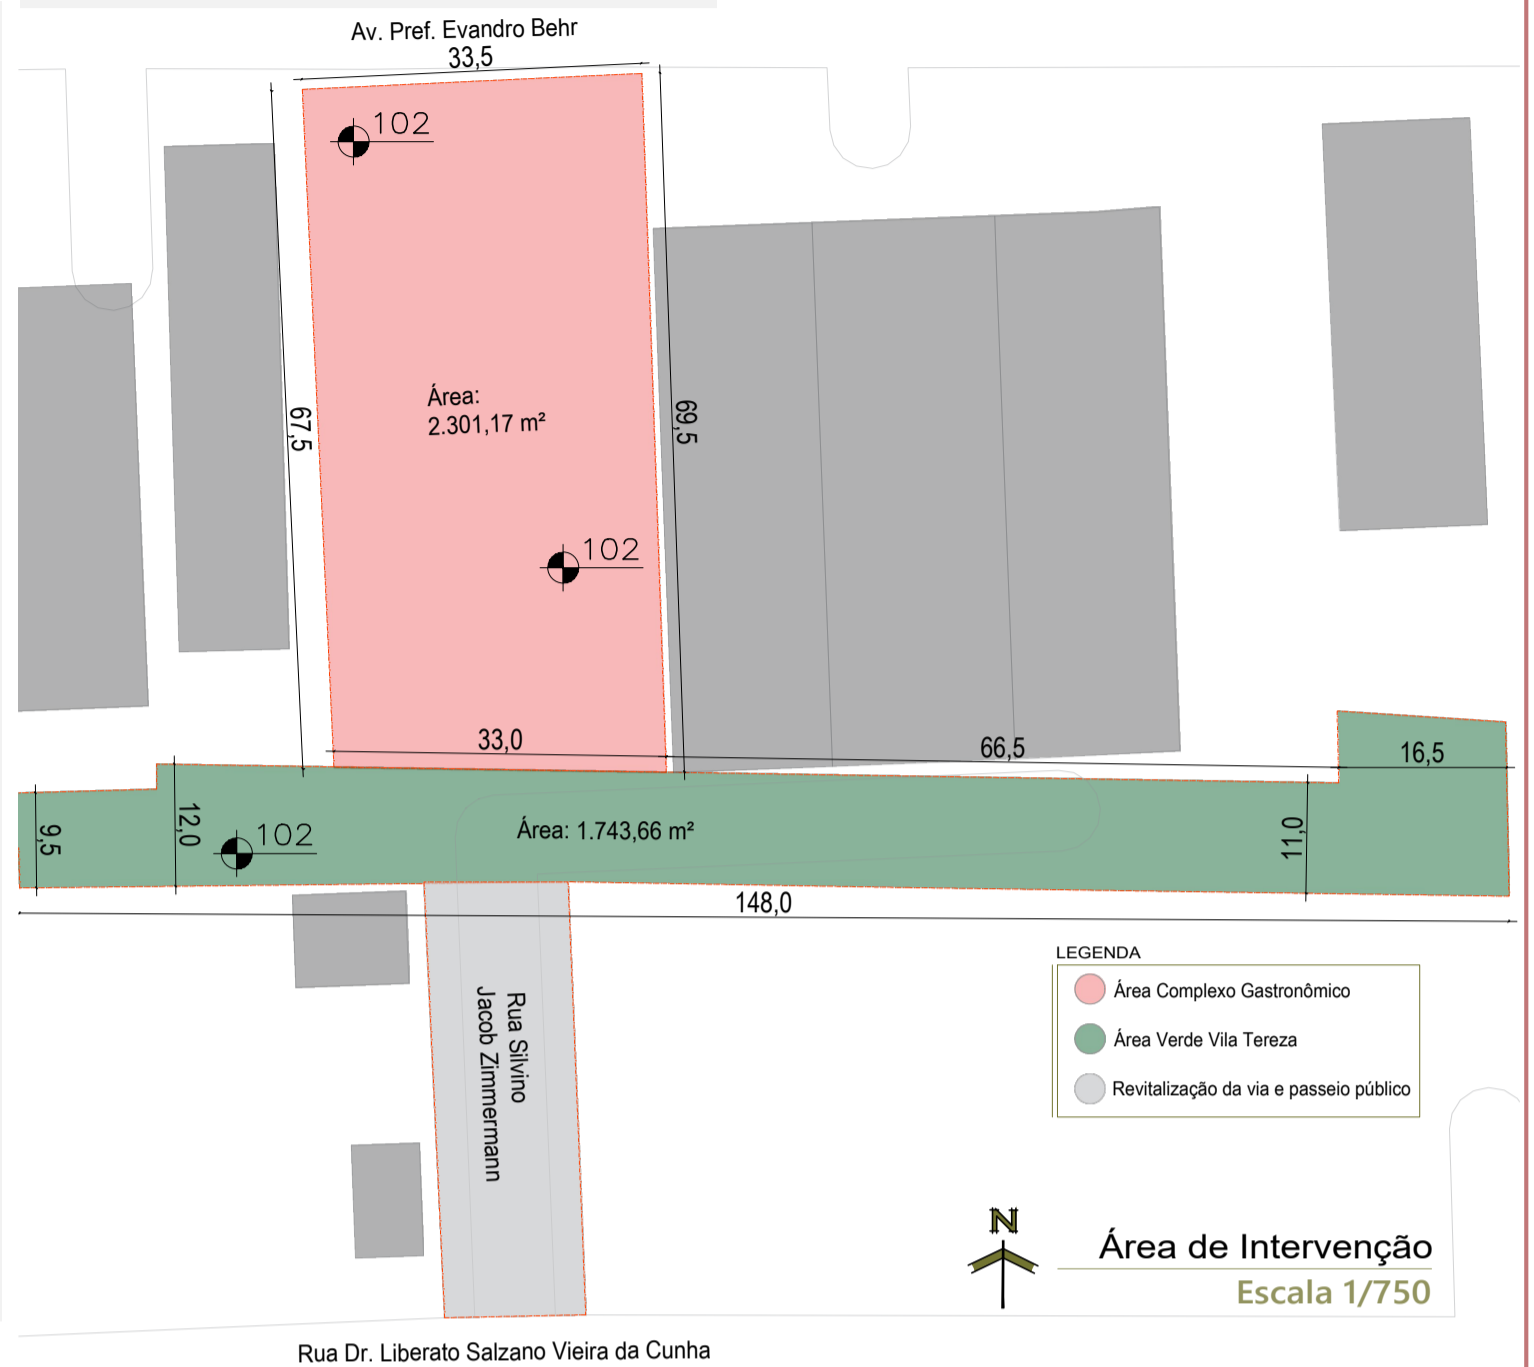 Av. Pref. Evandro Behr
33,5
102
67,5
Área:
2.301,17 m²
69,5
102
33,0
66,5
16,5
9,5
12,0
102
Área: 1.743,66 m²
11,0
148,0
Rua Silvino
Jacob Zimmermann
LEGENDA
Área Complexo Gastronômico
Área Verde Vila Tereza
Revitalização da via e passeio público
N
Área de Intervenção
Escala 1/750
Rua Dr. Liberato Salzano Vieira da Cunha